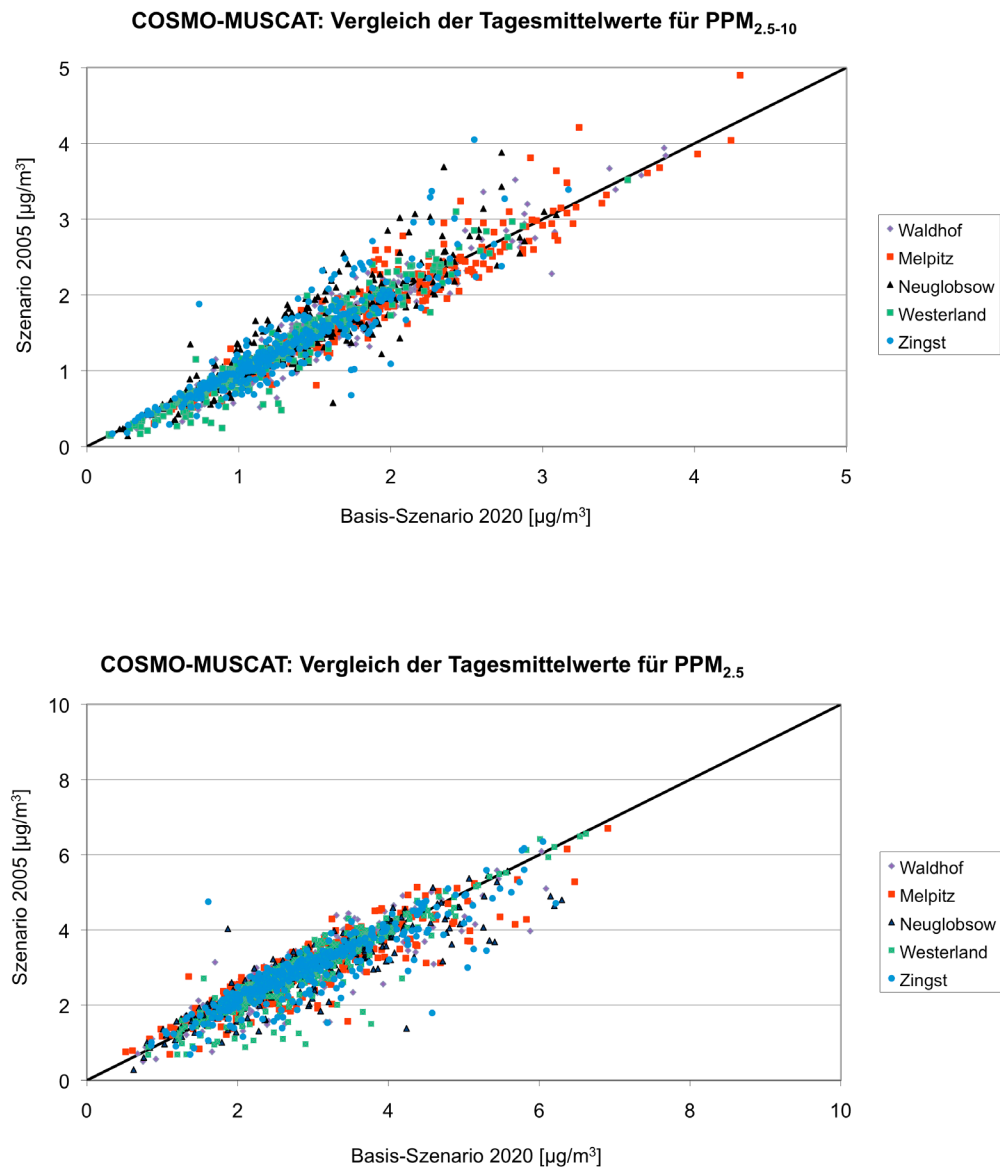 COSMO-MUSCAT: Vergleich der Tagesmittelwerte für PPM2.5-10
5
4
3
2
1
0
Szenario 2005 [µg/m³]
0 1 2 3 4 5
Basis-Szenario 2020 [µg/m³]
Waldhof
Melpitz
Neuglobsow
Westerland
Zingst
COSMO-MUSCAT: Vergleich der Tagesmittelwerte für PPM2.5
10
8
6
4
2
0
Szenario 2005 [µg/m³]
0 2 4 6 8 10
Basis-Szenario 2020 [µg/m³]
Waldhof
Melpitz
Neuglobsow
Westerland
Zingst